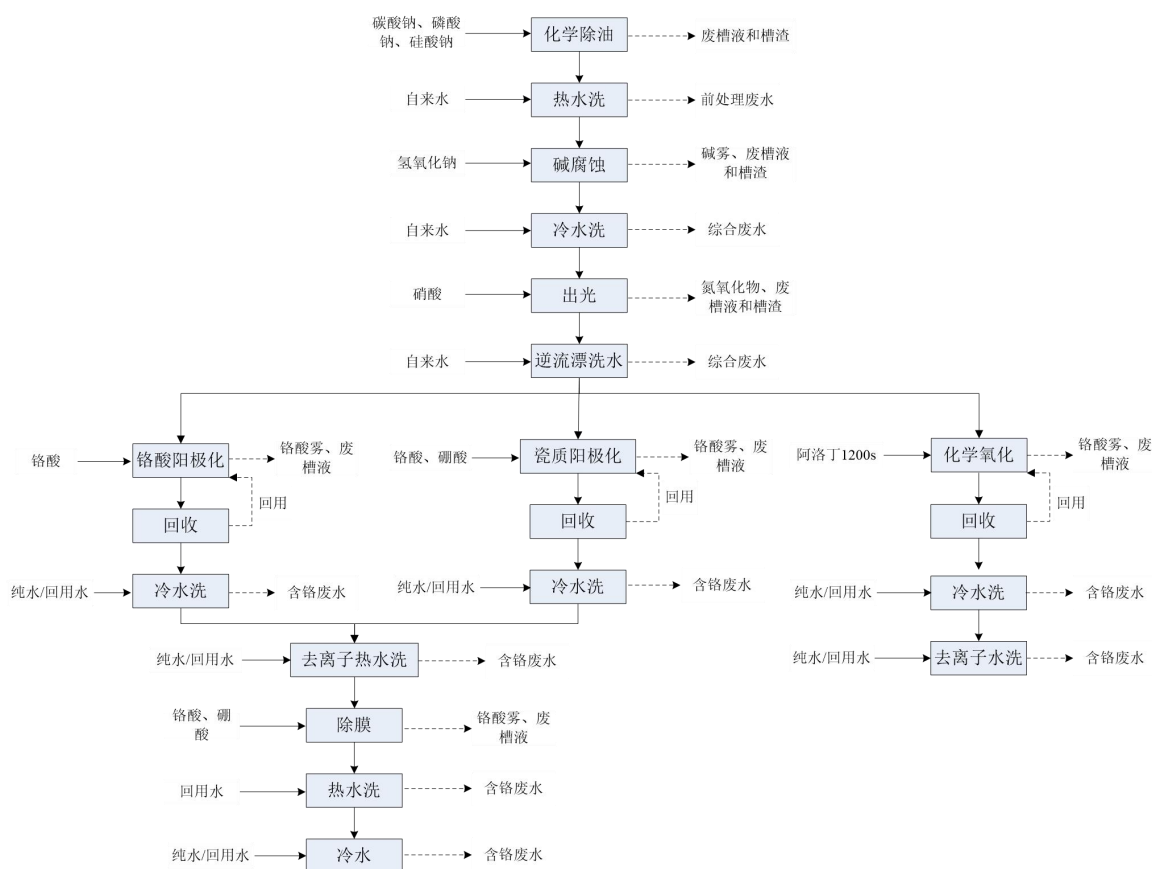 碳酸钠、磷酸
钠、硅酸钠
化学除油
废槽液和槽渣
自来水
热水洗
前处理废水
氢氧化钠
碱腐蚀
碱雾、废槽液
和槽渣
自来水
冷水洗
综合废水
硝酸
出光
氮氧化物、废
槽液和槽渣
自来水
逆流漂洗水
综合废水
铬酸
铬酸阳极化
铬酸雾、废
槽液
回用
回收
纯水/回用水
冷水洗
含铬废水
铬酸、硼酸
瓷质阳极化
铬酸雾、废
槽液
回用
回收
纯水/回用水
冷水洗
含铬废水
阿洛丁1200s
化学氧化
铬酸雾、废
槽液
回用
回收
纯水/回用水
冷水洗
含铬废水
纯水/回用水
去离子水洗
含铬废水
纯水/回用水
去离子热水洗
含铬废水
铬酸、硼
酸
除膜
铬酸雾、废
槽液
回用水
热水洗
含铬废水
纯水/回用水
冷水
含铬废水